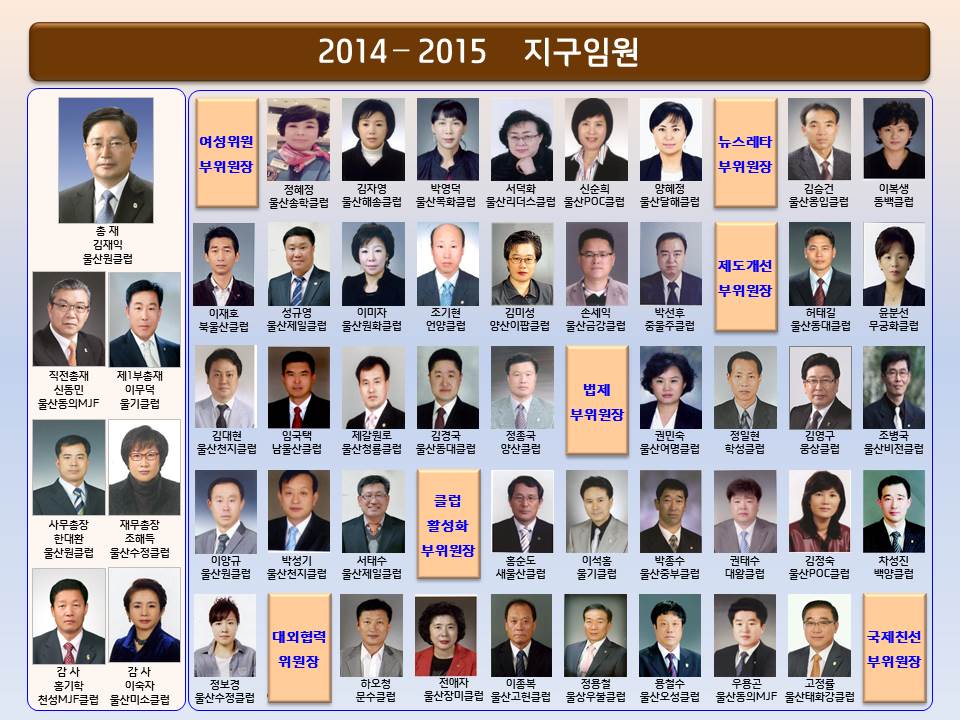 2014 – 2015 지구임원
총 재
김재익
울산원클럽
직전총재
신동민
울산동의MJF
제1부총재
이무덕
울기클럽
사무총장
한대환
울산원클럽
재무총장
조해득
울산수정클럽
감 사
홍기학
천성MJF클럽
감 사
이숙자
울산미소클럽
여성위원
부위원장
정혜정
울산송학클럽
김자영
울산해송클럽
박영덕
울산목화클럽
서덕화
울산리더스클럽
신순희
울산POC클럽
양혜정
울산달해클럽
뉴스레타
부위원장
김승건
울산웅입클럽
이복생
동백클럽
이재호
북울산클럽
성규영
울산제일클럽
이미자
울산원화클럽
조기현
언양클럽
김미성
양산이팝클럽
손세익
울산금강클럽
박선후
중울주클럽
제도개선
부위원장
허태길
울산동대클럽
윤분선
무궁화클럽
김대현
울산천지클럽
임국택
남울산클럽
제갈원로
울산청룡클럽
김경국
울산동대클럽
정종국
양산클럽
법제
부위원장
권민숙
울산여명클럽
정일현
학성클럽
김영구
웅상클럽
조병국
울산비전클럽
이양규
울산원클럽
박성기
울산천지클럽
서태수
울산제일클럽
클럽
활성화
부위원장
홍순도
새울산클럽
이석홍
울기클럽
박종수
울산중부클럽
권태수
대왕클럽
김정숙
울산POC클럽
차성진
백양클럽
정보경
울산수정클럽
대외협력
위원장
하오청
문수클럽
전애자
울산장미클럽
이종복
울산고헌클럽
정용철
울상무불클럽
용철수
울산오성클럽
우용곤
울산동의MJF
고정률
울산태화강클럽
국제친선
부위원장